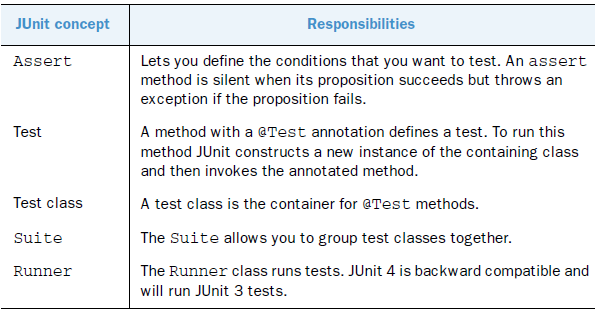 JUnit concept Responsibilities
Assert Lets you define the conditions that you want to test. An assert
method is silent when its proposition succeeds but throws an
exception if the proposition fails.
Test A method with a @Test annotation defines a test. To run this
method JUnit constructs a new instance of the containing class
and then invokes the annotated method.
Test class A test class is the container for @Test methods.
Suite The Suite allows you to group test classes together.
Runner The Runner class runs tests. JUnit 4 is backward compatible and
will run JUnit 3 tests.